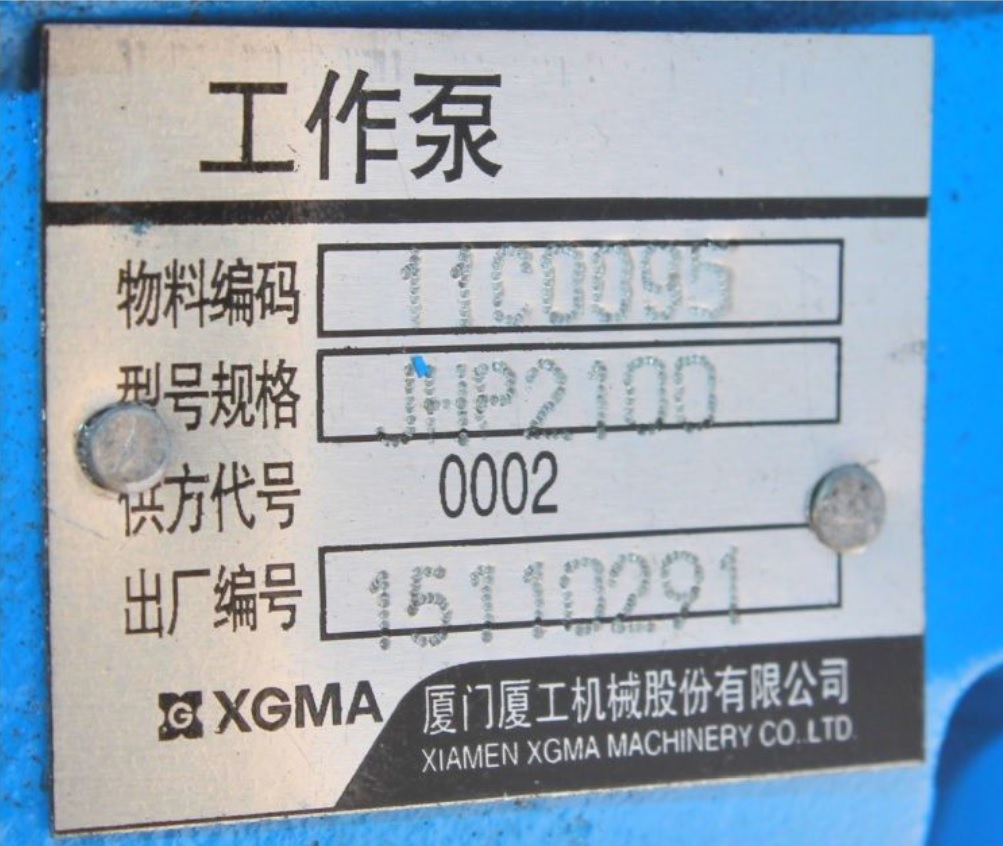 工作泵
物料编码 11C0095
型号规格 JHP2100
供方代号 0002
出厂编号 15110291
XGMA 厦门厦工机械股份有限公司
XIAMEN XGMA MACHINERY CO.,LTD.